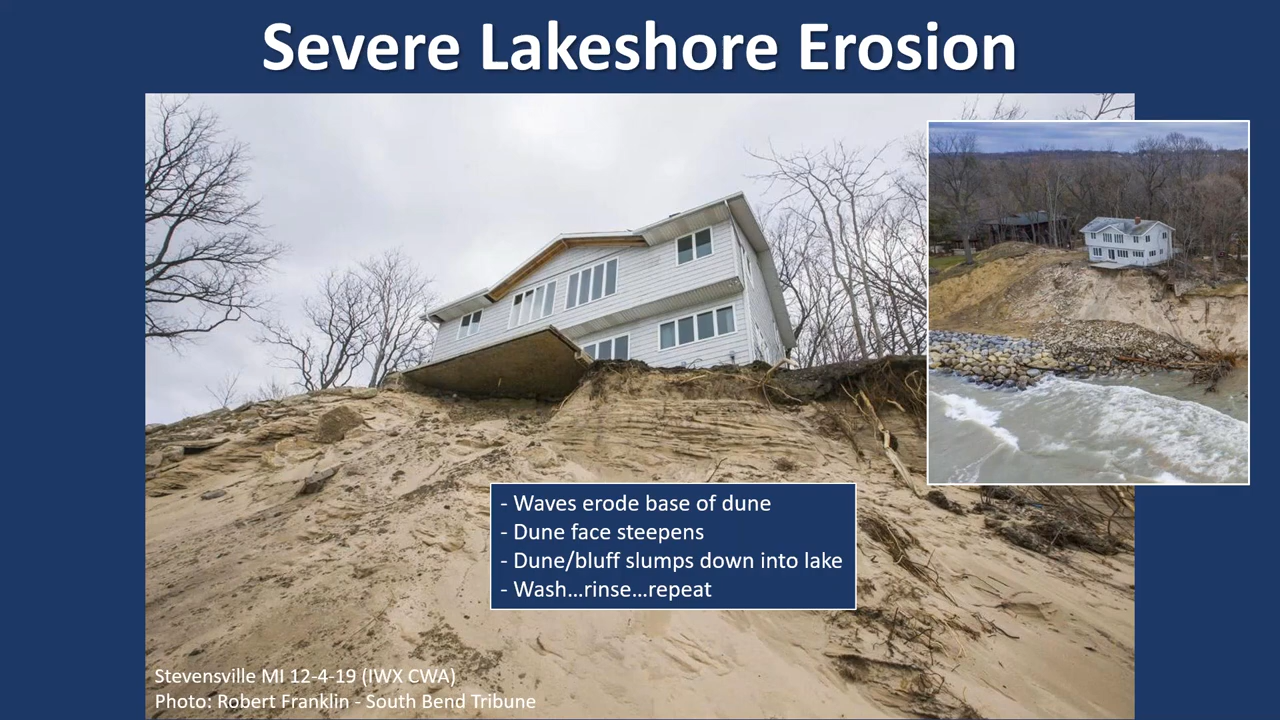 Severe Lakeshore Erosion
- Waves erode base of dune
- Dune face steepens
- Dune/bluff slumps down into lake
- Wash...rinse...repeat
Stevensville MI 12-4-19 (IWX CWA)
Photo: Robert Franklin - South Bend Tribune